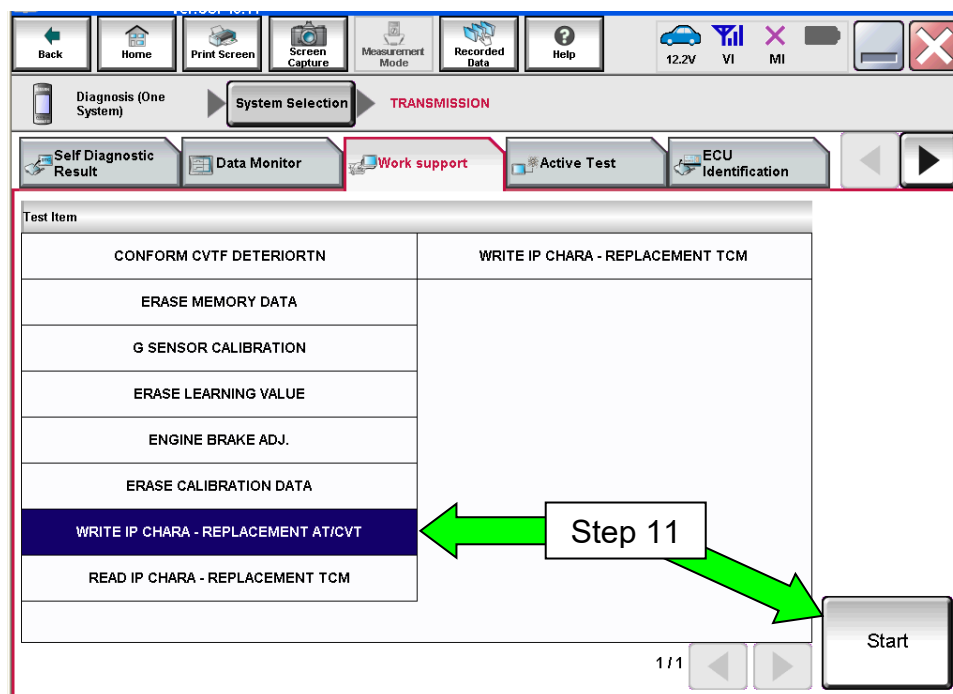 Back
Home
Print Screen
Screen
Capture
Measurement
Mode
Recorded
Data
Help
12.2V
VI
MI
Diagnosis (One
System)
System Selection
TRANSMISSION
Self Diagnostic
Result
Data Monitor
Work support
Active Test
ECU
Identification
Test Item
CONFORM CVTF DETERIORTN
WRITE IP CHARA - REPLACEMENT TCM
ERASE MEMORY DATA
G SENSOR CALIBRATION
ERASE LEARNING VALUE
ENGINE BRAKE ADJ.
ERASE CALIBRATION DATA
WRITE IP CHARA - REPLACEMENT AT/CVT
Step 11
READ IP CHARA - REPLACEMENT TCM
Start
1/1